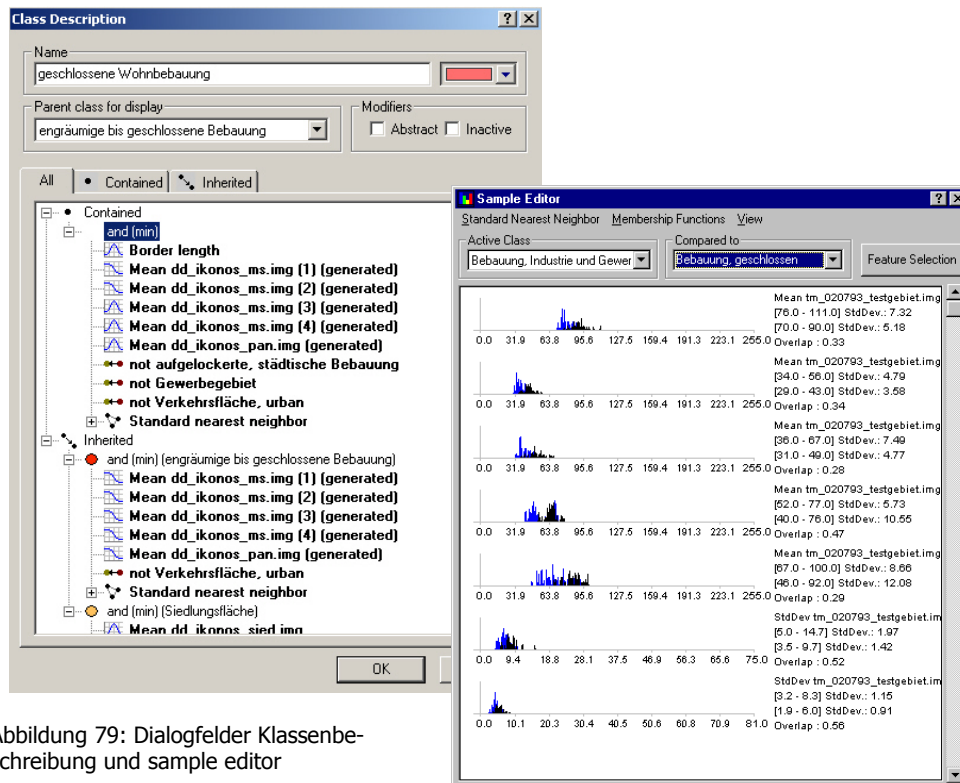 Class Description
Name
geschlossene Wohnbebauung
Parent class for display
engräumige bis geschlossene Bebauung
Modifiers
Abstract
Inactive
All
Contained
Inherited
Contained
and (min)
Border length
Mean dd_ikonos_ms.img (1) (generated)
Mean dd_ikonos_ms.img (2) (generated)
Mean dd_ikonos_ms.img (3) (generated)
Mean dd_ikonos_ms.img (4) (generated)
Mean dd_ikonos_pan.img (generated)
not aufgelockerte, städtische Bebauung
not Gewerbegebiet
not Verkehrsfläche, urban
Standard nearest neighbor
Inherited
and (min) (engräumige bis geschlossene Bebauung)
Mean dd_ikonos_ms.img (1) (generated)
Mean dd_ikonos_ms.img (2) (generated)
Mean dd_ikonos_ms.img (3) (generated)
Mean dd_ikonos_ms.img (4) (generated)
Mean dd_ikonos_pan.img (generated)
not Verkehrsfläche, urban
Standard nearest neighbor
and (min) (Siedlungsfläche)
Mean dd_ikonos_sied.img
OK
Sample Editor
Standard Nearest Neighbor Membership Functions View
Active Class
Bebauung, Industrie und Gewer
Compared to
Bebauung, geschlossen
Feature Selection
Mean tm_020793_testgebiet.img
[76.0 - 111.0] StdDev.: 7.32
[70.0 - 90.0] StdDev.: 5.18
0.0 31.9 63.8 95.6 127.5 159.4 191.3 223.1 255.0 Overlap : 0.33
Mean tm_020793_testgebiet.img
[34.0 - 56.0] StdDev.: 4.79
[29.0 - 43.0] StdDev.: 3.58
0.0 31.9 63.8 95.6 127.5 159.4 191.3 223.1 255.0 Overlap : 0.34
Mean tm_020793_testgebiet.img
[36.0 - 67.0] StdDev.: 7.49
[31.0 - 49.0] StdDev.: 4.77
0.0 31.9 63.8 95.6 127.5 159.4 191.3 223.1 255.0 Overlap : 0.28
Mean tm_020793_testgebiet.img
[52.0 - 77.0] StdDev.: 5.73
[40.0 - 76.0] StdDev.: 10.55
0.0 31.9 63.8 95.6 127.5 159.4 191.3 223.1 255.0 Overlap : 0.47
Mean tm_020793_testgebiet.img
[67.0 - 100.0] StdDev.: 8.66
[46.0 - 92.0] StdDev.: 12.08
0.0 31.9 63.8 95.6 127.5 159.4 191.3 223.1 255.0 Overlap : 0.29
StdDev tm_020793_testgebiet.im
[5.0 - 14.7] StdDev.: 1.97
[3.5 - 9.7] StdDev.: 1.42
0.0 9.4 18.8 28.1 37.5 46.9 56.3 65.6 75.0 Overlap : 0.52
StdDev tm_020793_testgebiet.im
[3.2 - 8.3] StdDev.: 1.15
[1.9 - 6.0] StdDev.: 0.91
0.0 10.1 20.3 30.4 40.5 50.6 60.8 70.9 81.0 Overlap : 0.56
Abbildung 79: Dialogfelder Klassenbe-
schreibung und sample editor